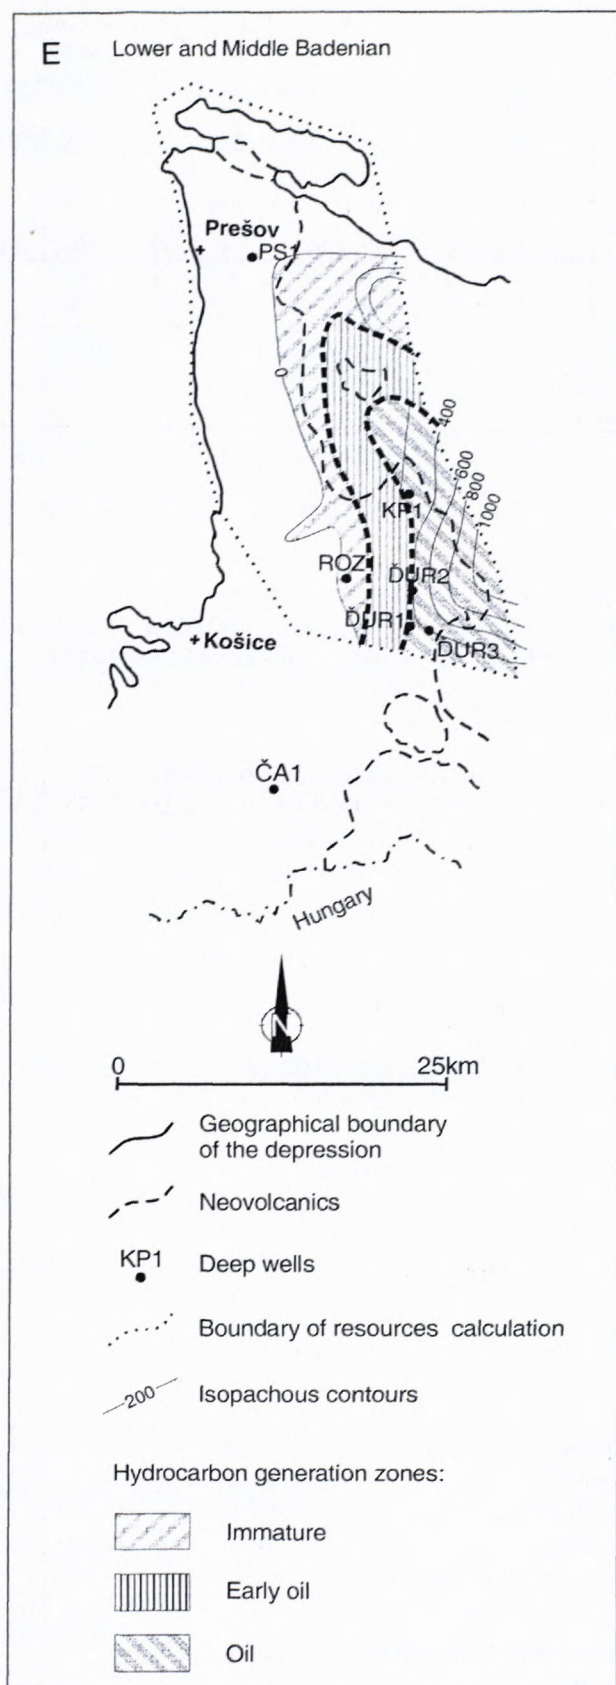 E Lower and Middle Badenian
Prešov
PS1
0
400
600
800
1000
KP1
ROZ
ĎUR2
ĎUR1
Košice
ĎUR3
ČA1
Hungary
N
0 25km
Geographical boundary
of the depression
Neovolcanics
KP1
Deep wells
Boundary of resources calculation
200
Isopachous contours
Hydrocarbon generation zones:
Immature
Early oil
Oil